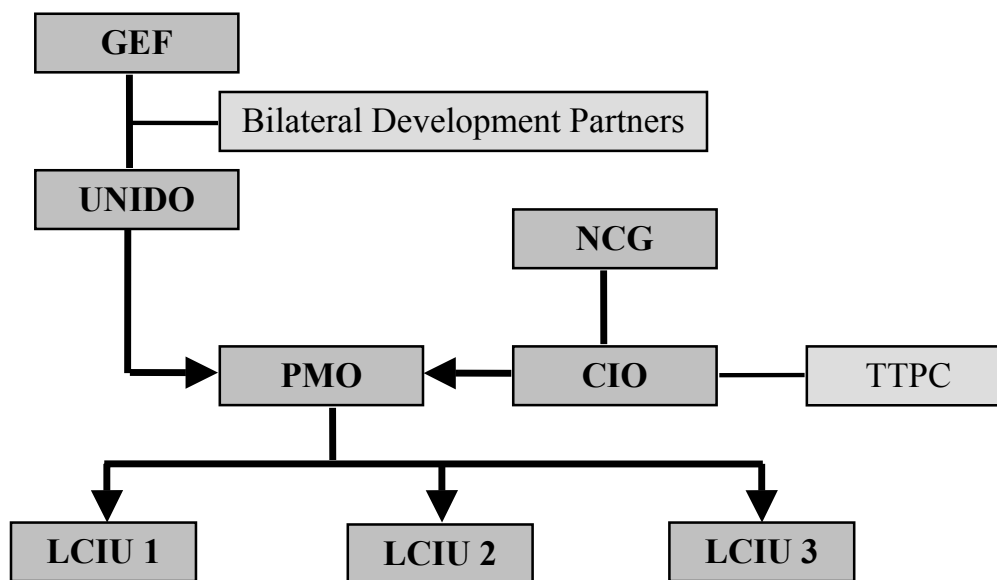 GEF
Bilateral Development Partners
UNIDO
NCG
PMO
CIO
TTPC
LCIU 1
LCIU 2
LCIU 3